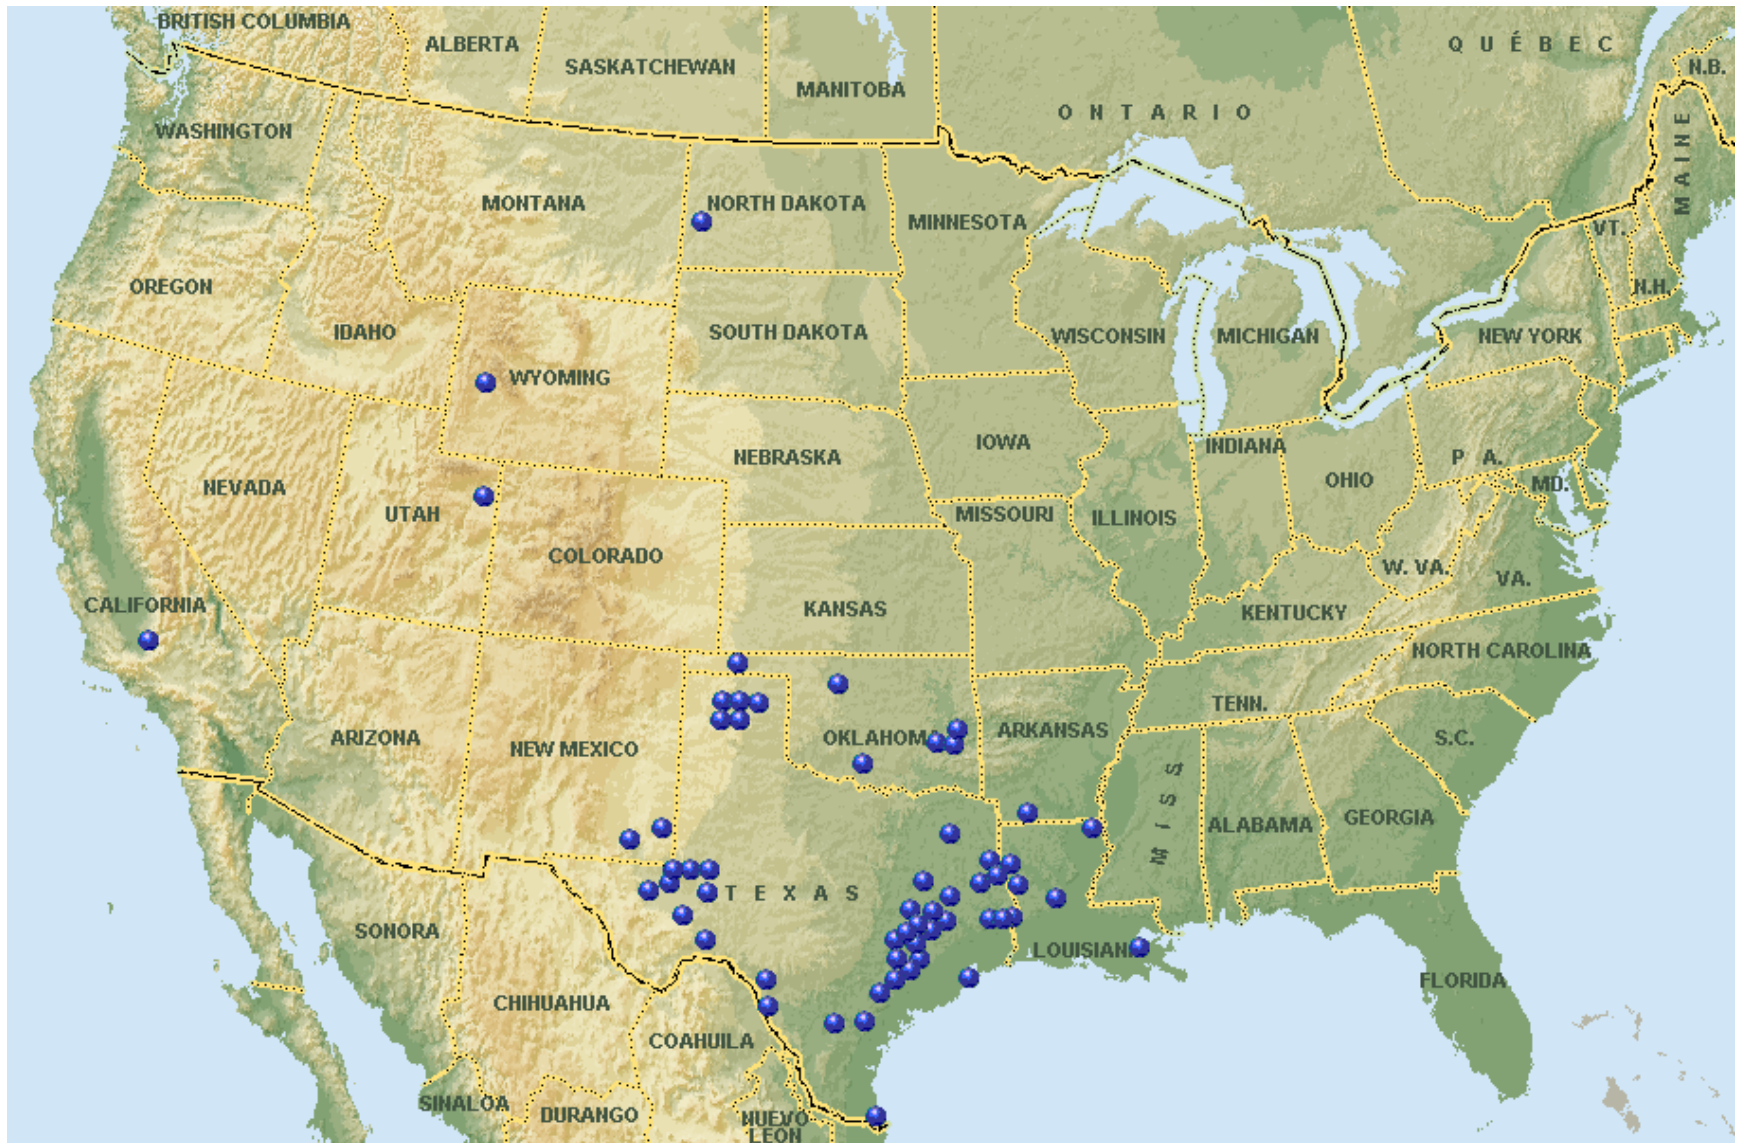 BRITISH COLUMBIA
ALBERTA
SASKATCHEWAN
MANITOBA
ONTARIO
QUÉBEC
N.B.
WASHINGTON
MONTANA
NORTH DAKOTA
MINNESOTA
MAINE
VT.
N.H.
OREGON
IDAHO
WYOMING
SOUTH DAKOTA
WISCONSIN
MICHIGAN
NEW YORK
NEVADA
UTAH
COLORADO
NEBRASKA
IOWA
MISSOURI
ILLINOIS
INDIANA
OHIO
P A.
MD.
W. VA.
VA.
CALIFORNIA
KANSAS
KENTUCKY
NORTH CAROLINA
TENN.
S.C.
ARIZONA
NEW MEXICO
OKLAHOMA
ARKANSAS
MISS
ALABAMA
GEORGIA
TEXAS
LOUISIAN
FLORIDA
SONORA
CHIHUAHUA
COAHUILA
SINALOA
DURANGO
NUEVO
LEÓN